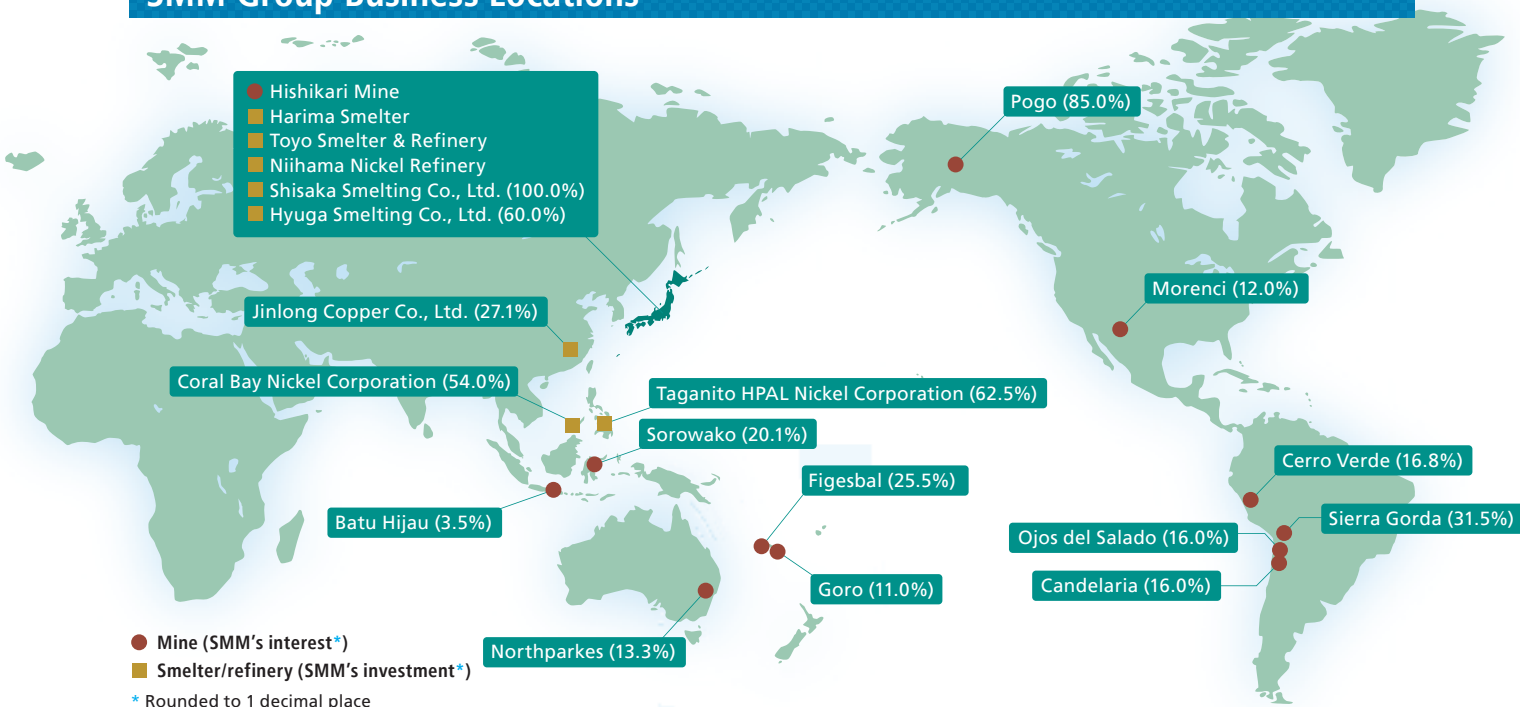 SMM Group Business Locations
Hishikari Mine
Harima Smelter
Toyo Smelter & Refinery
Niihama Nickel Refinery
Shisaka Smelting Co., Ltd. (100.0%)
Hyuga Smelting Co., Ltd. (60.0%)
Pogo (85.0%)
Morenci (12.0%)
Jinlong Copper Co., Ltd. (27.1%)
Coral Bay Nickel Corporation (54.0%)
Taganito HPAL Nickel Corporation (62.5%)
Sorowako (20.1%)
Cerro Verde (16.8%)
Figesbal (25.5%)
Batu Hijau (3.5%)
Sierra Gorda (31.5%)
Ojos del Salado (16.0%)
Candelaria (16.0%)
Goro (11.0%)
Northparkes (13.3%)
Mine (SMM's interest*)
Smelter/refinery (SMM's investment*)
* Rounded to 1 decimal place